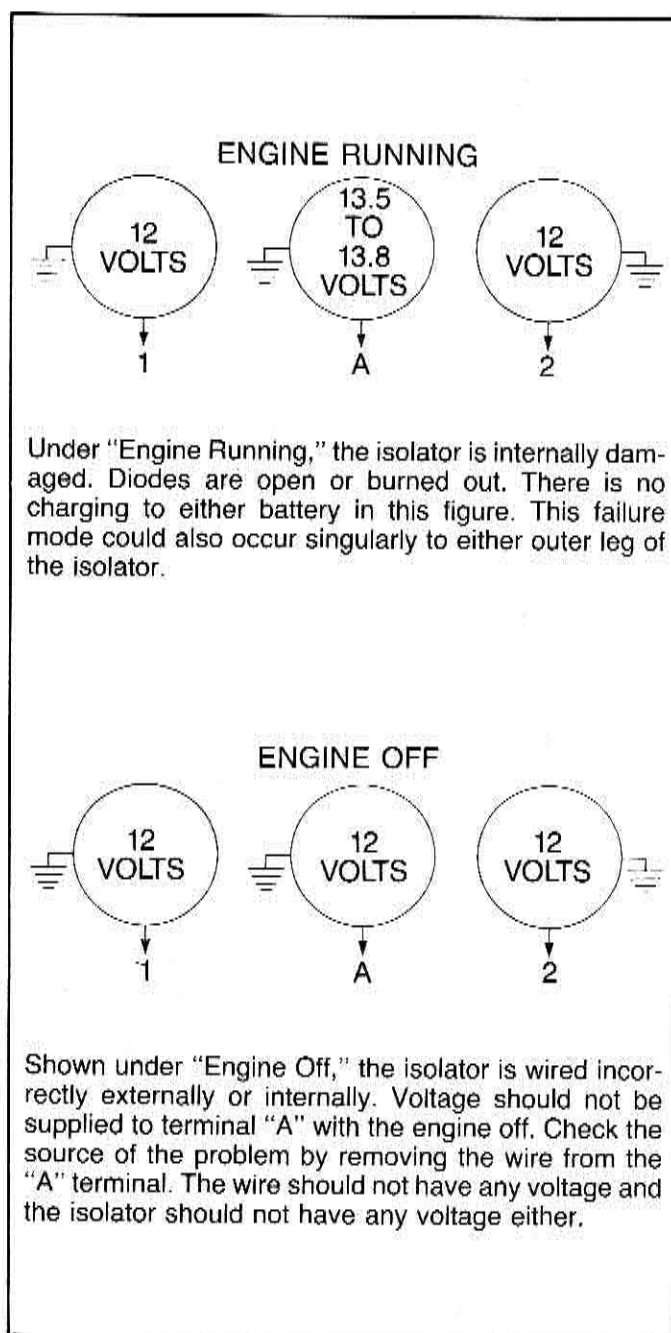 ENGINE RUNNING
12
VOLTS
13.5
TO
13.8
VOLTS
12
VOLTS
1
A
2
Under "Engine Running," the isolator is internally dam-
aged. Diodes are open or burned out. There is no
charging to either battery in this figure. This failure
mode could also occur singularly to either outer leg of
the isolator.
ENGINE OFF
12
VOLTS
12
VOLTS
12
VOLTS
1
A
2
Shown under "Engine Off," the isolator is wired incor-
rectly externally or internally. Voltage should not be
supplied to terminal "A" with the engine off. Check the
source of the problem by removing the wire from the
"A" terminal. The wire should not have any voltage and
the isolator should not have any voltage either.